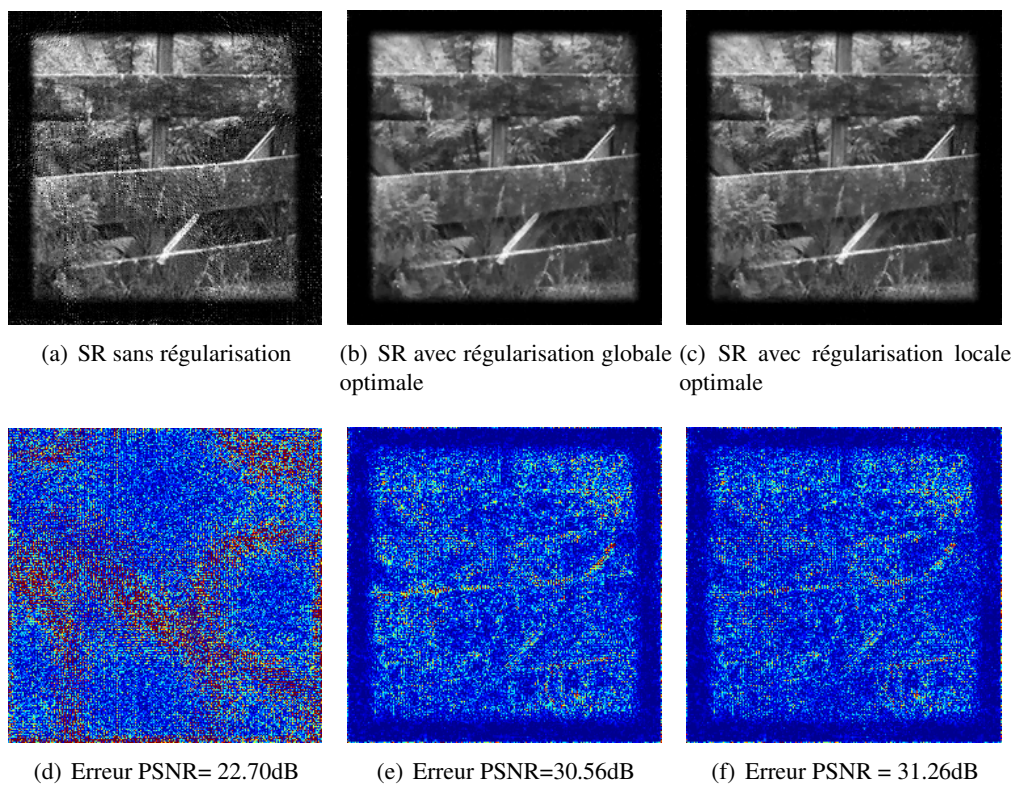 (a) SR sans régularisation
(b) SR avec régularisation globale
optimale
(c) SR avec régularisation locale
optimale
(d) Erreur PSNR= 22.70dB
(e) Erreur PSNR=30.56dB
(f) Erreur PSNR = 31.26dB